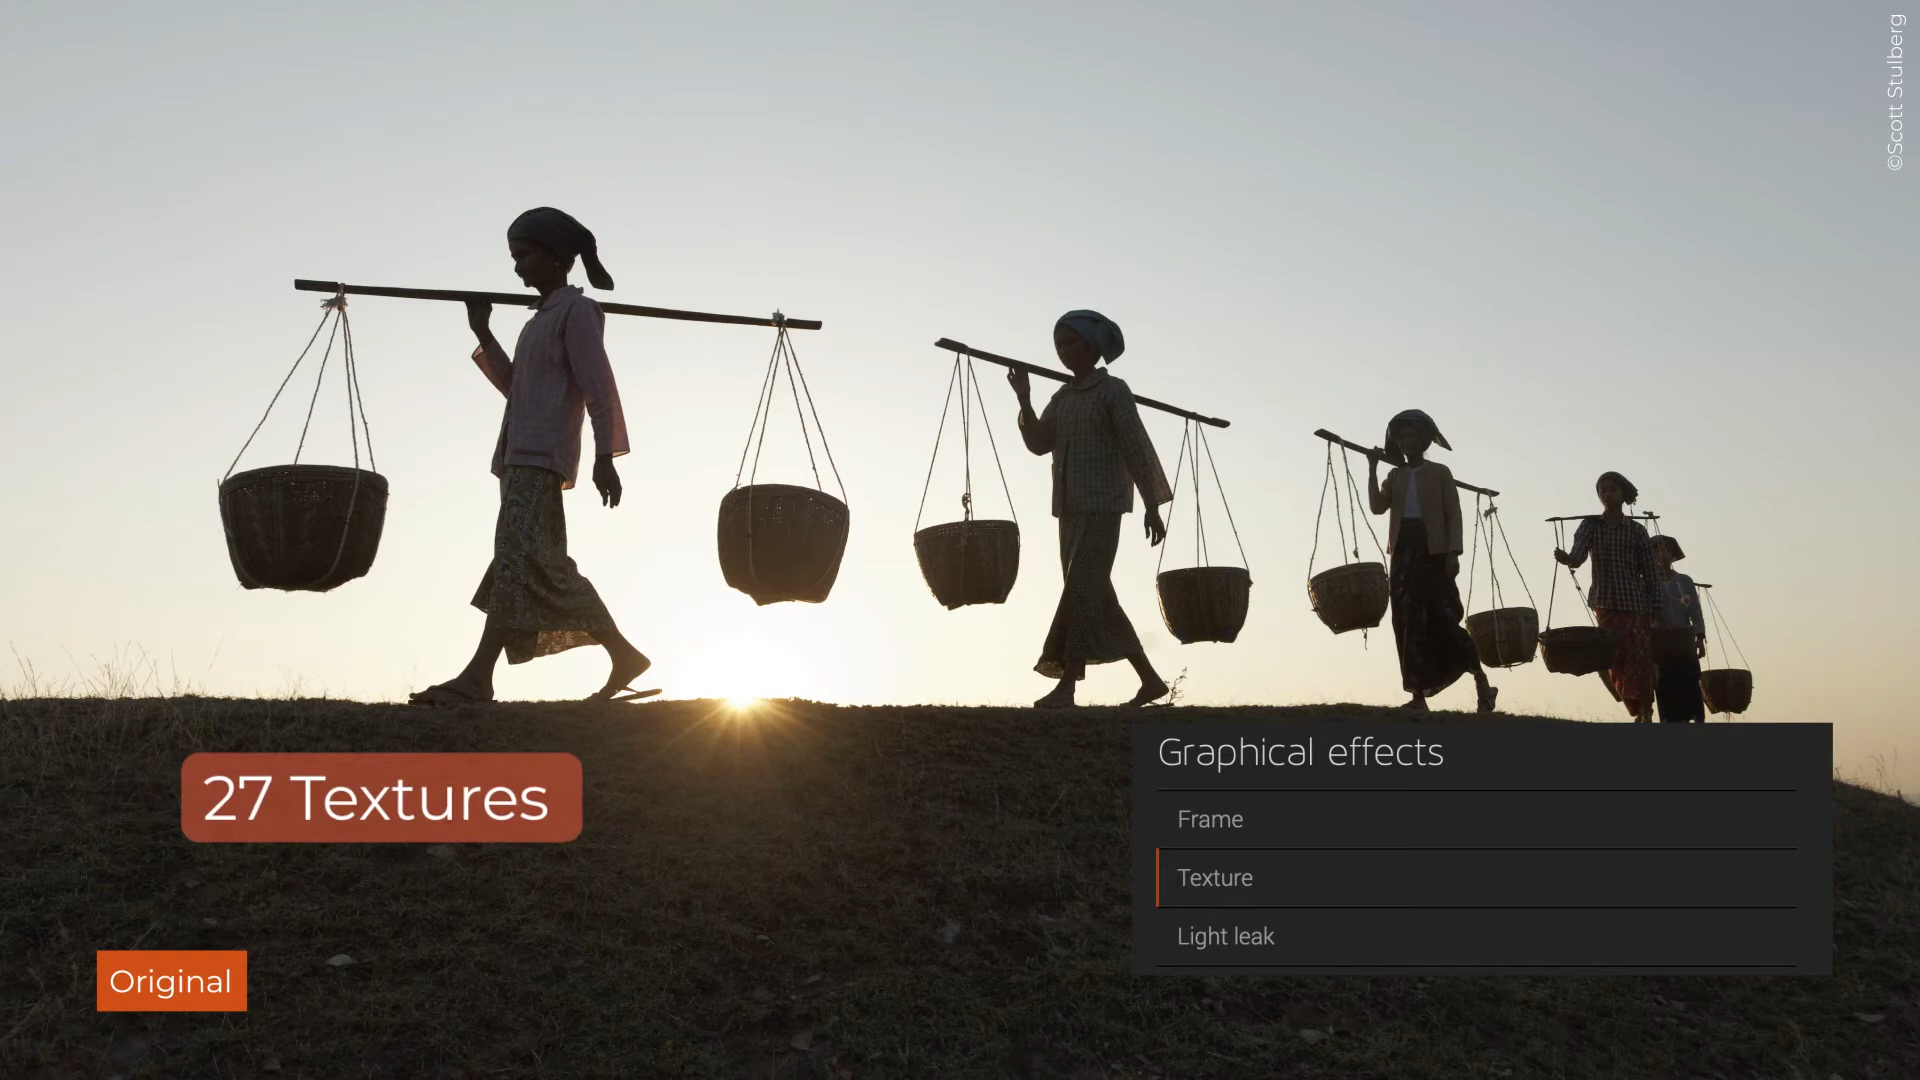 ©Scott Stulberg
27 Textures
Graphical effects
Frame
Texture
Light leak
Original